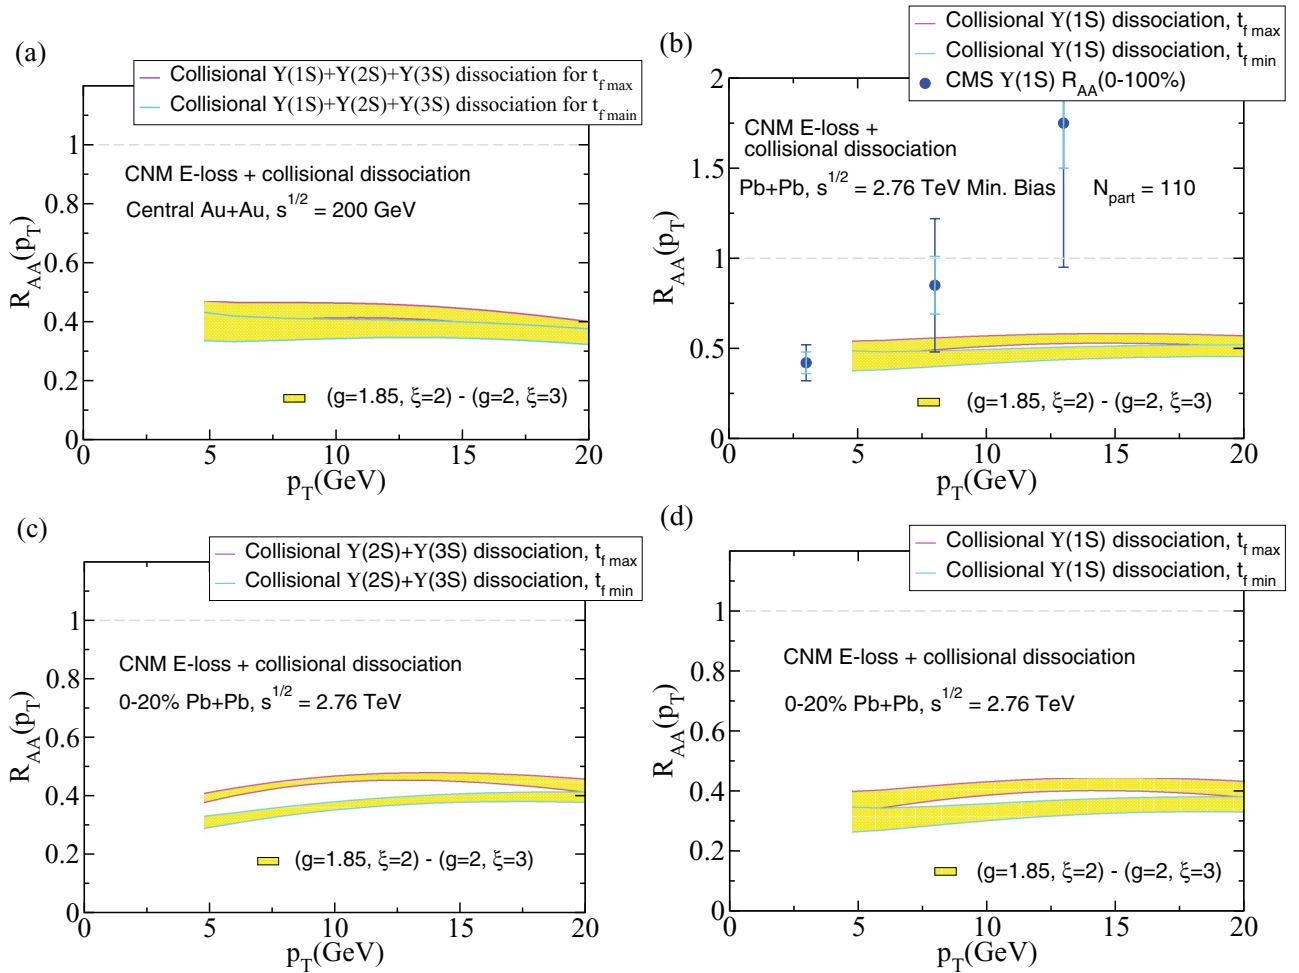 (a)
Collisional Υ(1S)+Υ(2S)+Υ(3S) dissociation for t_f max
Collisional Υ(1S)+Υ(2S)+Υ(3S) dissociation for t_f main
1
0.8
0.6
0.4
0.2
0
R_AA(p_T)
CNM E-loss + collisional dissociation
Central Au+Au, s^1/2 = 200 GeV
(g=1.85, ξ=2) - (g=2, ξ=3)
0 5 10 15 20
p_T(GeV)
(b)
Collisional Υ(1S) dissociation, t_f max
Collisional Υ(1S) dissociation, t_f min
CMS Υ(1S) R_AA(0-100%)
2
1.5
1
0.5
0
R_AA(p_T)
CNM E-loss +
collisional dissociation
Pb+Pb, s^1/2 = 2.76 TeV Min. Bias N_part = 110
(g=1.85, ξ=2) - (g=2, ξ=3)
0 5 10 15 20
p_T(GeV)
(c)
Collisional Υ(2S)+Υ(3S) dissociation, t_f max
Collisional Υ(2S)+Υ(3S) dissociation, t_f min
1
0.8
0.6
0.4
0.2
0
R_AA(p_T)
CNM E-loss + collisional dissociation
0-20% Pb+Pb, s^1/2 = 2.76 TeV
(g=1.85, ξ=2) - (g=2, ξ=3)
0 5 10 15 20
p_T(GeV)
(d)
Collisional Υ(1S) dissociation, t_f max
Collisional Υ(1S) dissociation, t_f min
1
0.8
0.6
0.4
0.2
0
R_AA(p_T)
CNM E-loss + collisional dissociation
0-20% Pb+Pb, s^1/2 = 2.76 TeV
(g=1.85, ξ=2) - (g=2, ξ=3)
0 5 10 15 20
p_T(GeV)